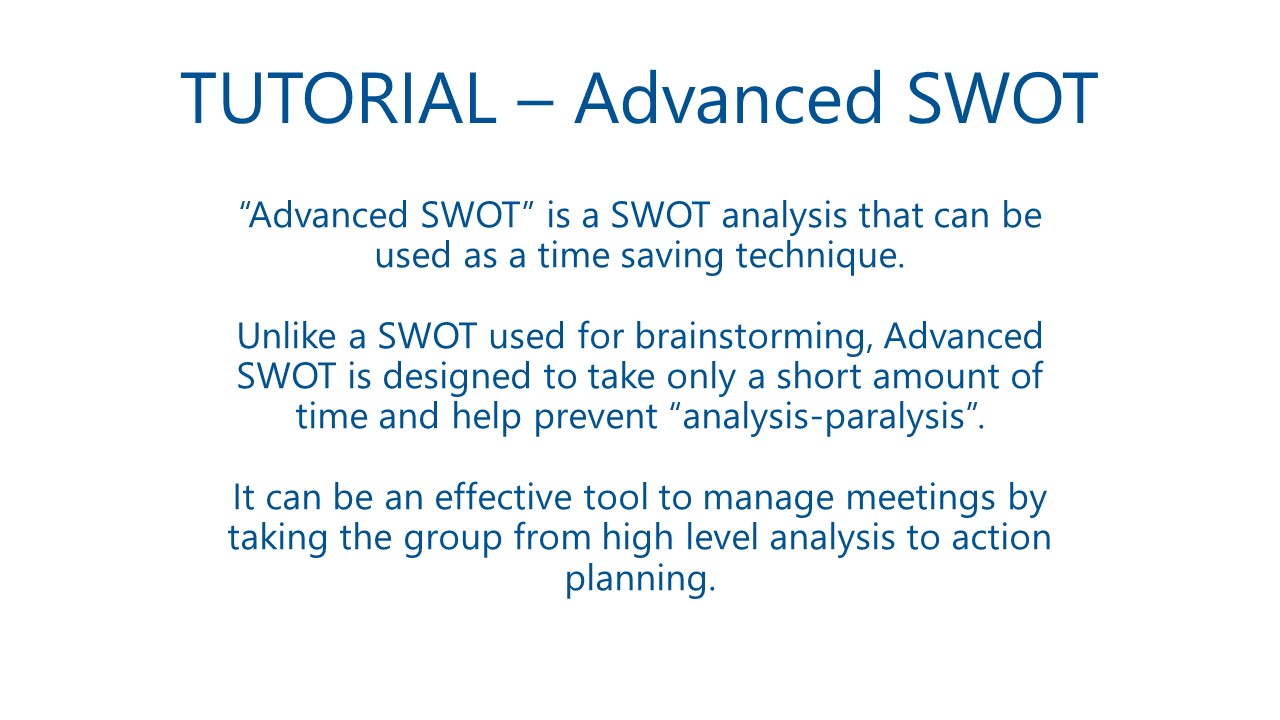 TUTORIAL – Advanced SWOT
“Advanced SWOT” is a SWOT analysis that can be
used as a time saving technique.
Unlike a SWOT used for brainstorming, Advanced
SWOT is designed to take only a short amount of
time and help prevent “analysis-paralysis”.
It can be an effective tool to manage meetings by
taking the group from high level analysis to action
planning.